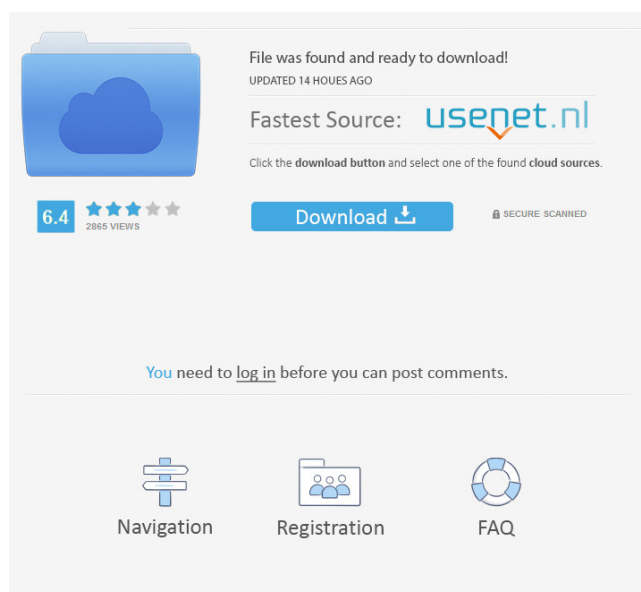 File was found and ready to download!
UPDATED 14 HOUES AGO
Fastest Source: usenet.nl
Click the download button and select one of the found cloud sources.
6.4
2865 VIEWS
Download
SECURE SCANNED
You need to log in before you can post comments.
Navigation
Registration
FAQ